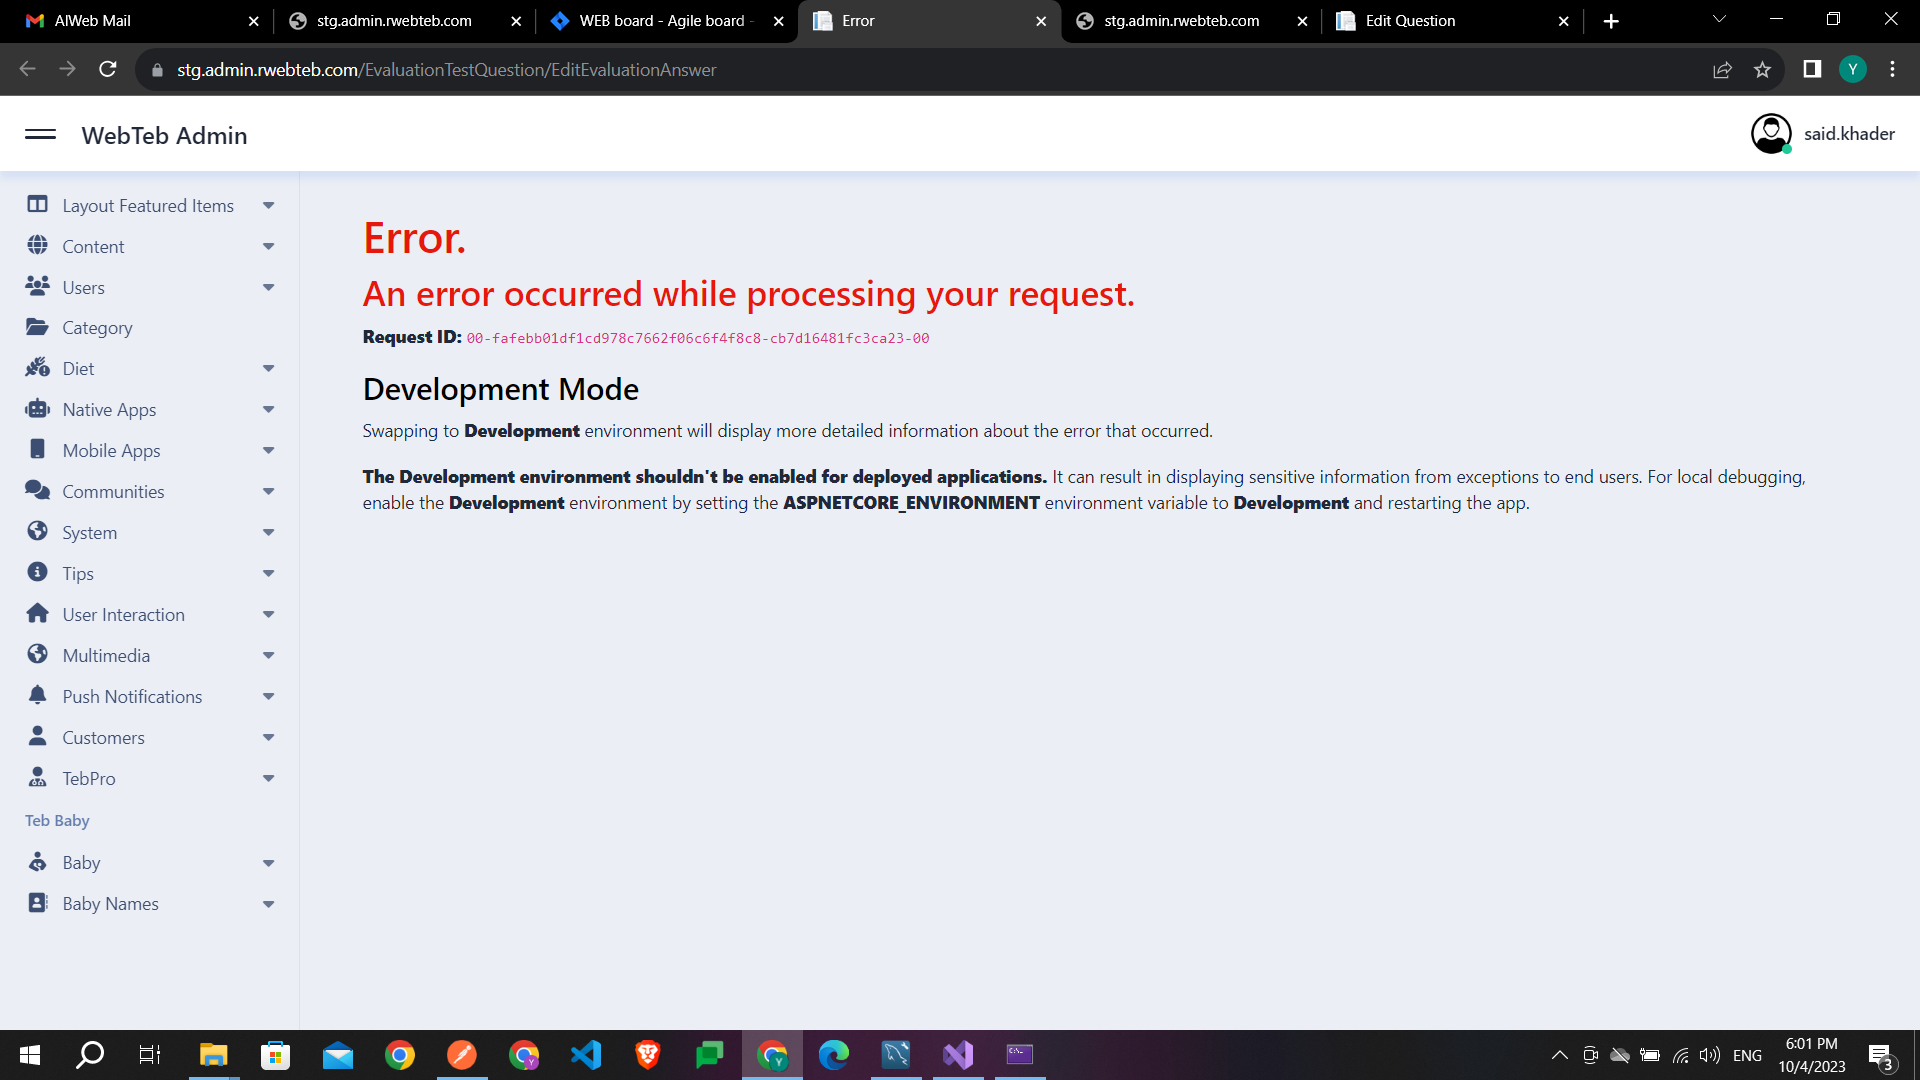 AlWeb Mail
stg.admin.rwebteb.com
WEB board - Agile board -
Error
stg.admin.rwebteb.com
Edit Question
stg.admin.rwebteb.com/EvaluationTestQuestion/EditEvaluationAnswer
Y
WebTeb Admin
said.khader
Layout Featured Items
Content
Users
Category
Diet
Native Apps
Mobile Apps
Communities
System
Tips
User Interaction
Multimedia
Push Notifications
Customers
TebPro
Teb Baby
Baby
Baby Names
Error.
An error occurred while processing your request.
Request ID: 00-fafebb01df1cd978c7662f06c6f4f8c8-cb7d16481fc3ca23-00
Development Mode
Swapping to Development environment will display more detailed information about the error that occurred.
The Development environment shouldn't be enabled for deployed applications. It can result in displaying sensitive information from exceptions to end users. For local debugging,
enable the Development environment by setting the ASPNETCORE_ENVIRONMENT environment variable to Development and restarting the app.
ENG
6:01 PM
10/4/2023
3